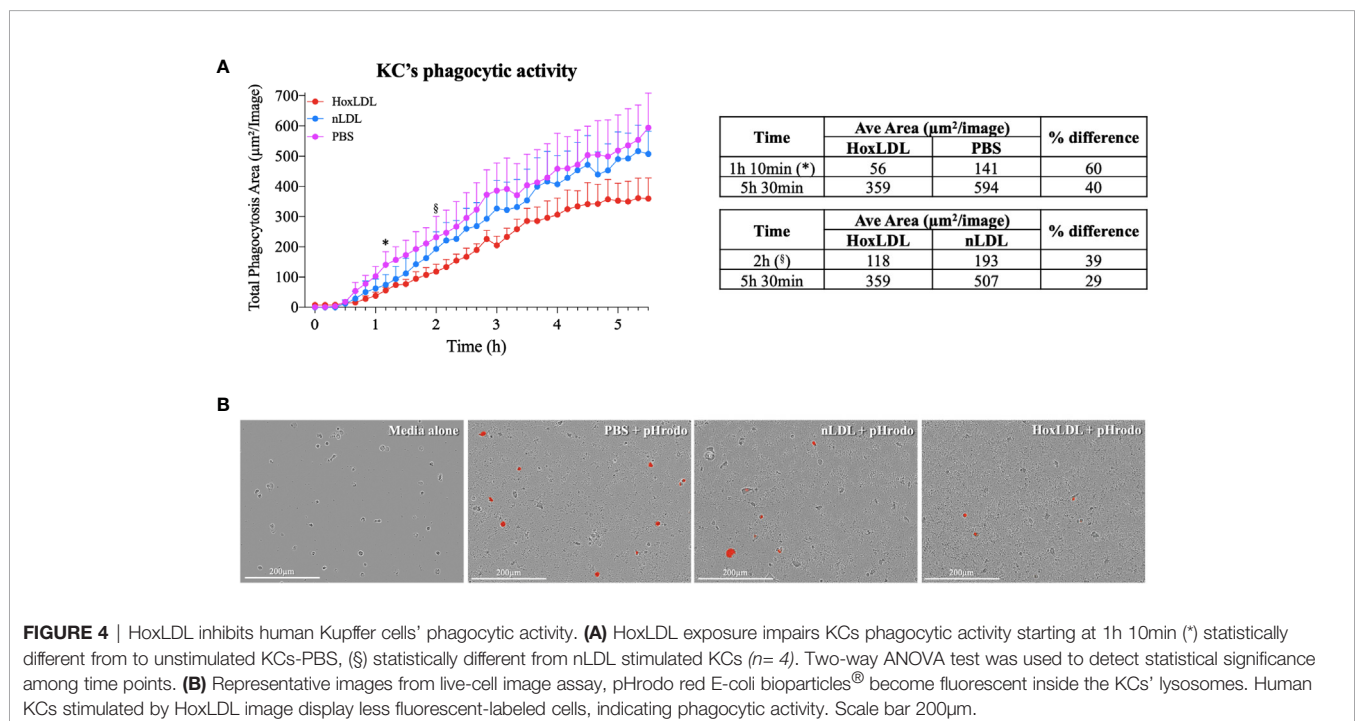 A
KC's phagocytic activity
Total Phagocytosis Area (µm²/Image)
700
600
500
400
300
200
100
0
HoxLDL
nLDL
PBS
*
§
0 1 2 3 4 5
Time (h)
Time Ave Area (µm²/image) % difference
HoxLDL PBS
1h 10min (*) 56 141 60
5h 30min 359 594 40
Time Ave Area (µm²/image) % difference
HoxLDL nLDL
2h (§) 118 193 39
5h 30min 359 507 29
B
Media alone
200µm
PBS + pHrodo
200µm
nLDL + pHrodo
200µm
HoxLDL + pHrodo
200µm
FIGURE 4 | HoxLDL inhibits human Kupffer cells' phagocytic activity. (A) HoxLDL exposure impairs KCs phagocytic activity starting at 1h 10min (*) statistically
different from to unstimulated KCs-PBS, (§) statistically different from nLDL stimulated KCs (n= 4). Two-way ANOVA test was used to detect statistical significance
among time points. (B) Representative images from live-cell image assay, pHrodo red E-coli bioparticles® become fluorescent inside the KCs' lysosomes. Human
KCs stimulated by HoxLDL image display less fluorescent-labeled cells, indicating phagocytic activity. Scale bar 200µm.